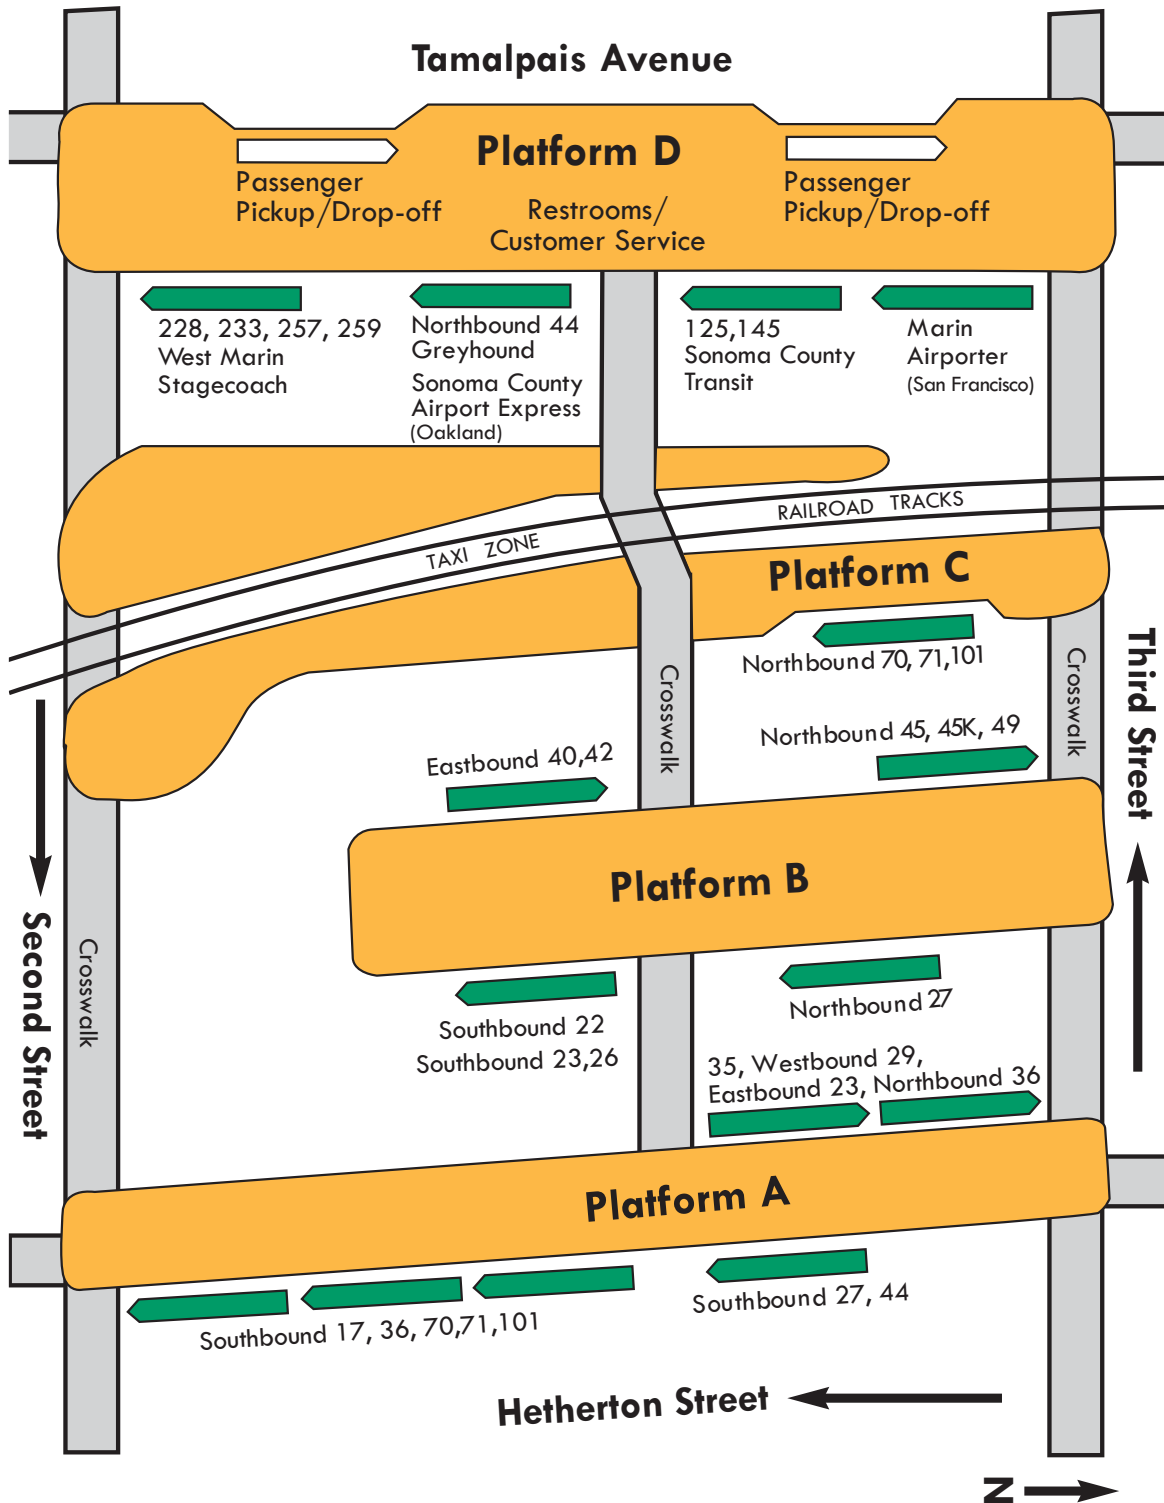 Tamalpais Avenue
Platform D
Passenger
Pickup/Drop-off
Passenger
Pickup/Drop-off
Restrooms/
Customer Service
228, 233, 257, 259
West Marin
Stagecoach
Northbound 44
Greyhound
Sonoma County
Airport Express
(Oakland)
125,145
Sonoma County
Transit
Marin
Airporter
(San Francisco)
RAILROAD TRACKS
TAXI ZONE
Platform C
Northbound 70, 71,101
Crosswalk
Crosswalk
Third Street
Northbound 45, 45K, 49
Eastbound 40,42
Platform B
Second Street
Crosswalk
Southbound 22
Southbound 23,26
Northbound 27
35, Westbound 29,
Eastbound 23, Northbound 36
Platform A
Southbound 27, 44
Southbound 17, 36, 70,71,101
Hetherton Street
N